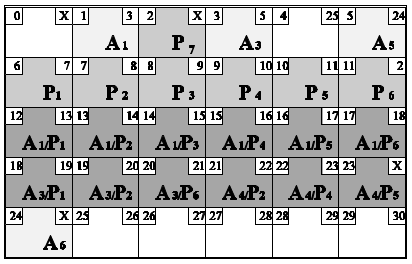 0 X 1 3 2 X 3 5 4 25 5 24
A1 P7 A3 A5
6 7 7 8 8 9 9 10 10 11 11 2
P1 P2 P3 P4 P5 P6
12 13 13 14 14 15 15 16 16 17 17 18
A1/P1 A1/P2 A1/P3 A1/P4 A1/P5 A1/P6
18 19 19 20 20 21 21 22 22 23 23 X
A3/P1 A3/P2 A3/P6 A4/P2 A4/P4 A4/P5
24 X 25 26 26 27 27 28 28 29 29 30
A6